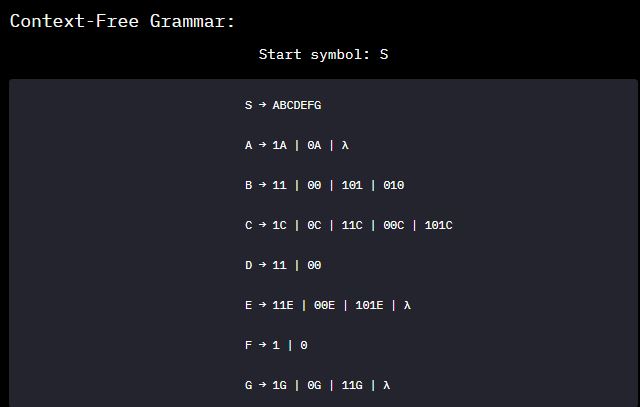 Context-Free Grammar:
Start symbol: S
S → ABCDEFG
A → 1A | 0A | λ
B → 11 | 00 | 101 | 010
C → 1C | 0C | 11C | 00C | 101C
D → 11 | 00
E → 11E | 00E | 101E | λ
F → 1 | 0
G → 1G | 0G | 11G | λ